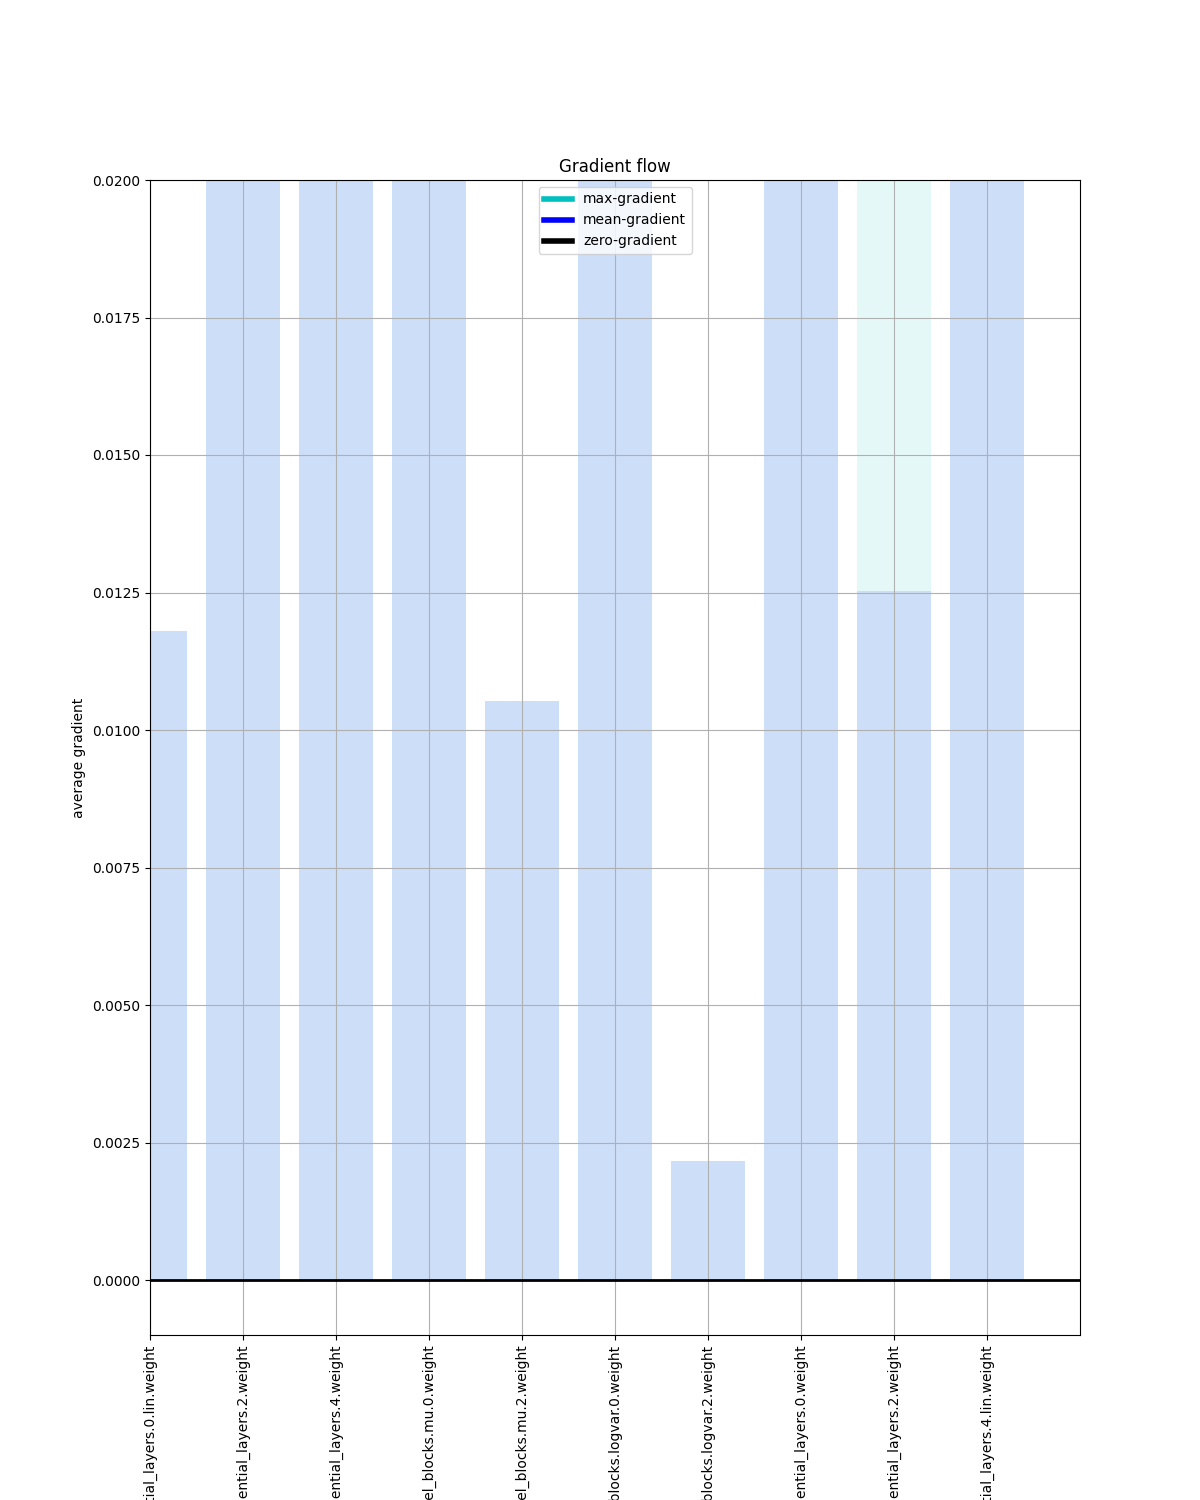 Gradient flow
max-gradient
mean-gradient
zero-gradient
0.0200
0.0175
0.0150
0.0125
0.0100
0.0075
0.0050
0.0025
0.0000
average gradient
tial_layers.0.lin.weight
ential_layers.2.weight
ential_layers.4.weight
el_blocks.mu.0.weight
el_blocks.mu.2.weight
blocks.logvar.0.weight
blocks.logvar.2.weight
ential_layers.0.weight
ential_layers.2.weight
tial_layers.4.lin.weight